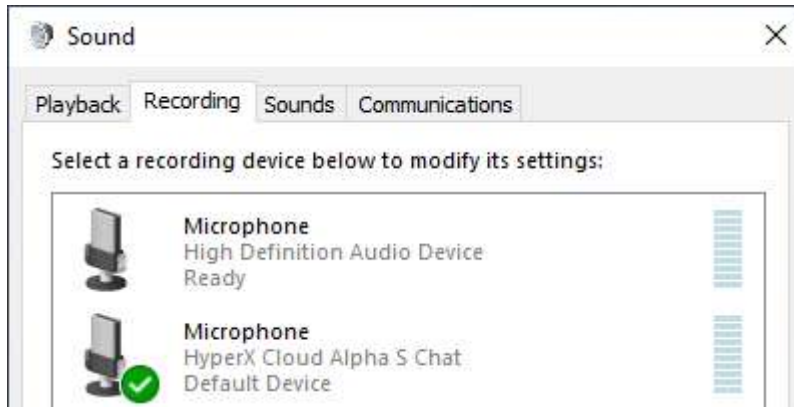 Sound
Playback Recording Sounds Communications
Select a recording device below to modify its settings:
Microphone
High Definition Audio Device
Ready
Microphone
HyperX Cloud Alpha S Chat
Default Device